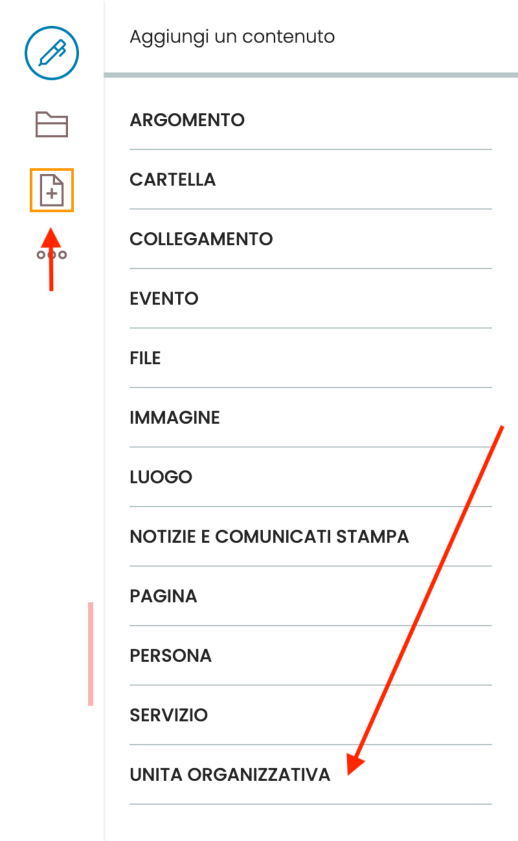 Aggiungi un contenuto
ARGOMENTO
CARTELLA
COLLEGAMENTO
EVENTO
FILE
IMMAGINE
LUOGO
NOTIZIE E COMUNICATI STAMPA
PAGINA
PERSONA
SERVIZIO
UNITA ORGANIZZATIVA